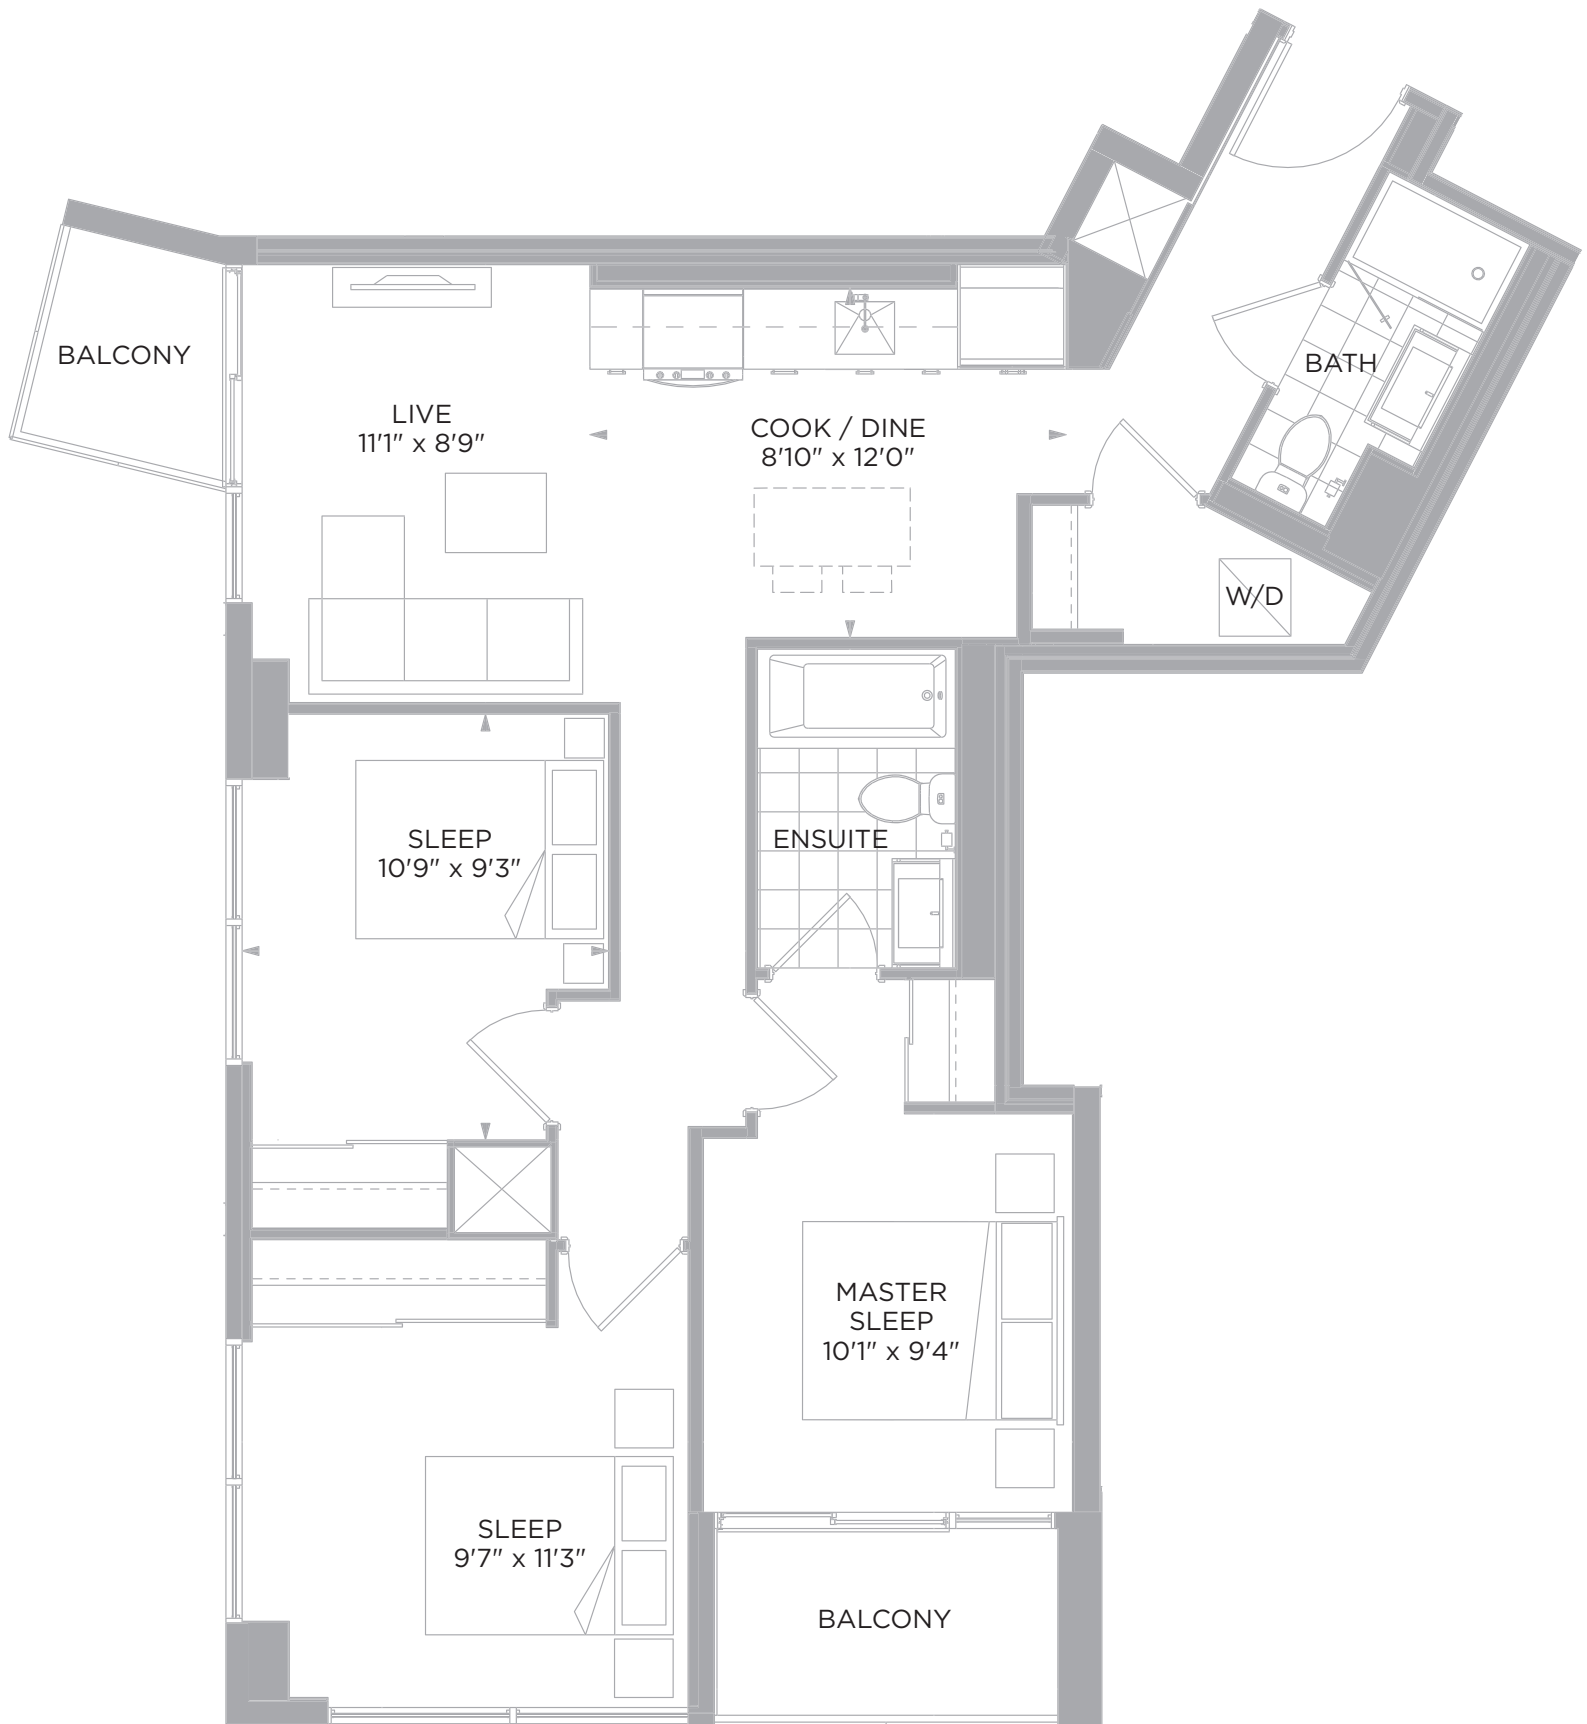 BALCONY
LIVE
11'1" x 8'9"
COOK / DINE
8'10" x 12'0"
BATH
W/D
SLEEP
10'9" x 9'3"
ENSUITE
MASTER
SLEEP
10'1" x 9'4"
SLEEP
9'7" x 11'3"
BALCONY